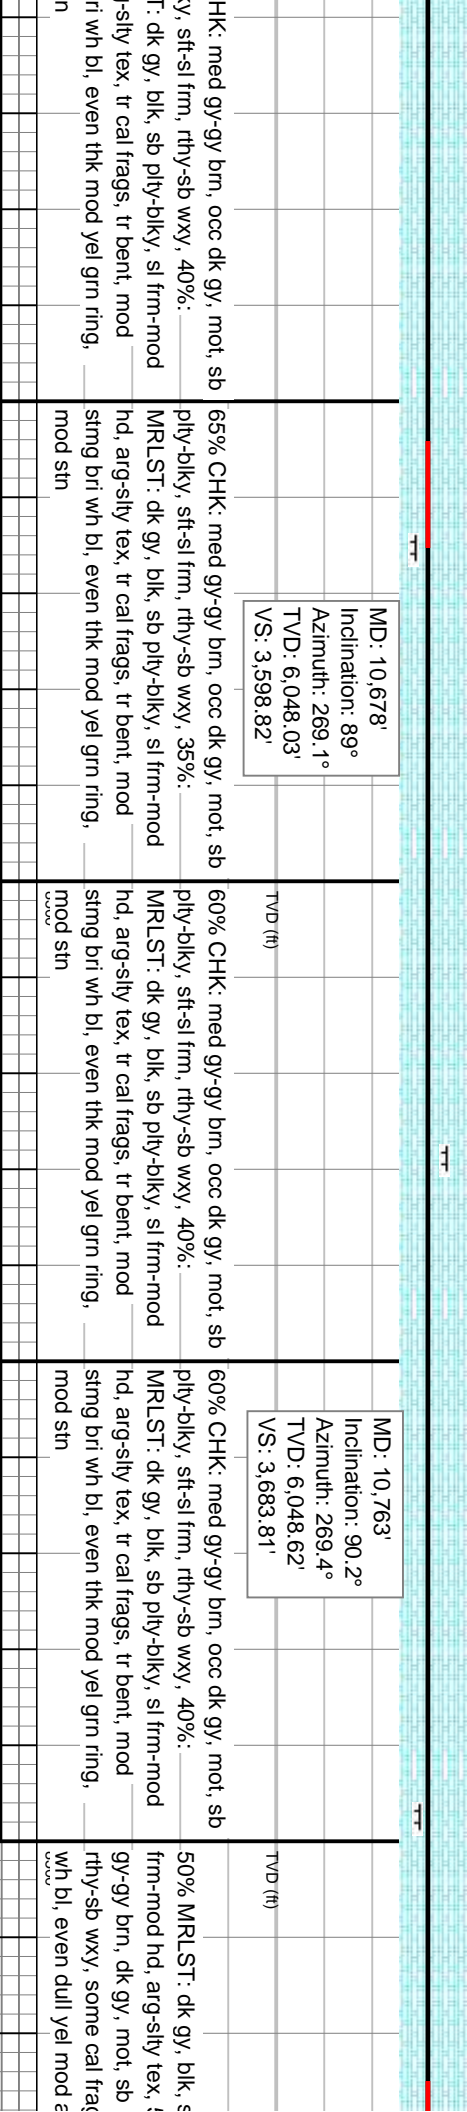 HK: med gy-gy brn, occ dk gy, mot, sb
ky, sft-sl frm, rthy-sb wxy, 40%:
T: dk gy, blk, sb plty-blky, sl frm-mod
g-slty tex, tr cal frags, tr bent, mod
ri wh bl, even thk mod yel grn ring,
n
65% CHK: med gy-gy brn, occ dk gy, mot, sb
plty-blky, sft-sl frm, rthy-sb wxy, 35%:
MRLST: dk gy, blk, sb plty-blky, sl frm-mod
hd, arg-slty tex, tr cal frags, tr bent, mod
stmg bri wh bl, even thk mod yel grn ring,
mod stn
MD: 10,678'
Inclination: 89°
Azimuth: 269.1°
TVD: 6,048.03'
VS: 3,598.82'
TVD (ft)
60% CHK: med gy-gy brn, occ dk gy, mot, sb
plty-blky, sft-sl frm, rthy-sb wxy, 40%:
MRLST: dk gy, blk, sb plty-blky, sl frm-mod
hd, arg-slty tex, tr cal frags, tr bent, mod
stmg bri wh bl, even thk mod yel grn ring,
mod stn
MD: 10,763'
Inclination: 90.2°
Azimuth: 269.4°
TVD: 6,048.62'
VS: 3,683.81'
60% CHK: med gy-gy brn, occ dk gy, mot, sb
plty-blky, sft-sl frm, rthy-sb wxy, 40%:
MRLST: dk gy, blk, sb plty-blky, sl frm-mod
hd, arg-slty tex, tr cal frags, tr bent, mod
stmg bri wh bl, even thk mod yel grn ring,
mod stn
TVD (ft)
50% MRLST: dk gy, blk, s
frm-mod hd, arg-slty tex,
gy-gy brn, dk gy, mot, sb
rthy-sb wxy, some cal frag
wh bl, even dull yel mod a